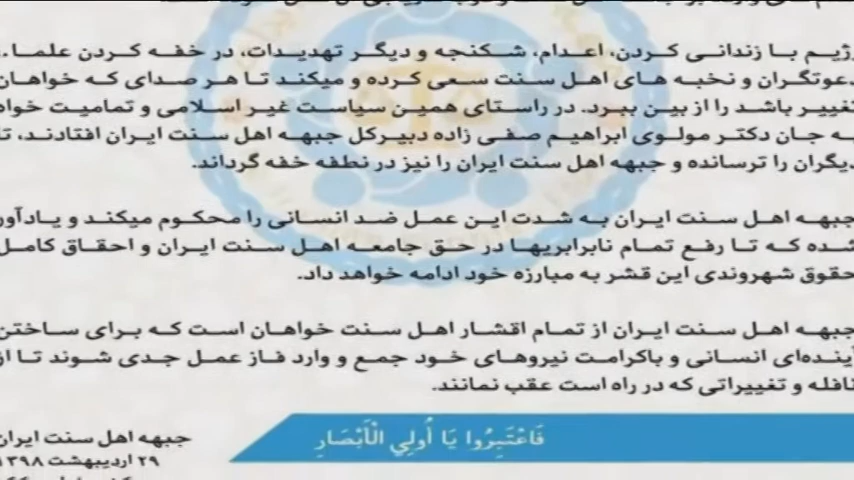 رژیم با زندانی کردن، اعدام، شکنجه و دیگر تهدیدات، در خفه کردن علما،
دعوتگران و نخبه های اهل سنت سعی کرده و میکند تا هر صدای که خواهان
تغییر باشد را از بین ببرد. در راستای همین سیاست غیر اسلامی و تمامیت خواه
به جان دکتر مولوی ابراهیم صفی زاده دبیرکل جبهه اهل سنت ایران افتادند، تا
دیگران را ترسانده و جبهه اهل سنت ایران را نیز در نطفه خفه گرداند.
جبهه اهل سنت ایران به شدت این عمل ضد انسانی را محکوم میکند و یادآور
شده که تا رفع تمام نابرابریها در حق جامعه اهل سنت ایران و احقاق کامل
حقوق شهروندی این قشر به مبارزه خود ادامه خواهد داد.
جبهه اهل سنت ایران از تمام اقشار اهل سنت خواهان است که برای ساختن
آینده‌ای انسانی و باکرامت نیروهای خود جمع و وارد فاز عمل جدی شوند تا از
قافله و تغییراتی که در راه است عقب نمانند.
فَاعْتَبِرُوا يَا أُولِي الْأَبْصَارِ
جبهه اهل سنت ایران
۲۹ اردیبهشت ۱۳۹۸